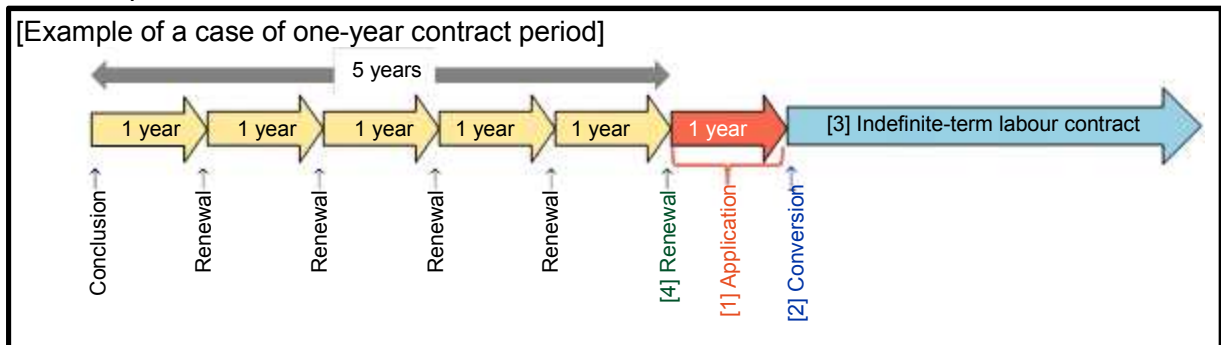 [Example of a case of one-year contract period]
5 years
1 year
1 year
1 year
1 year
1 year
1 year
[3] Indefinite-term labour contract
Conclusion
Renewal
Renewal
Renewal
Renewal
[4] Renewal
[1] Application
[2] Conversion